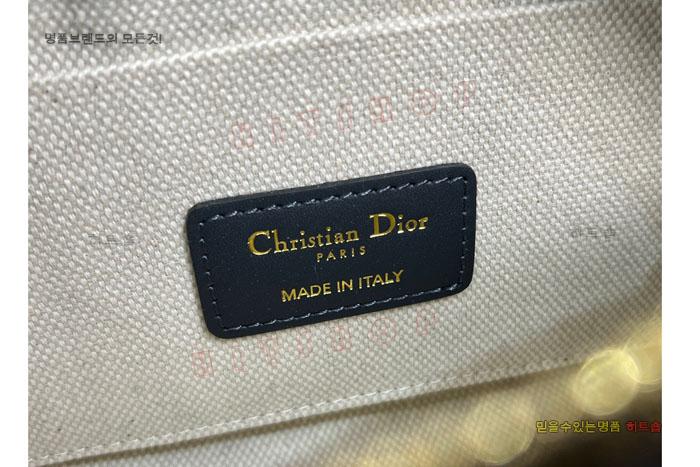 명품브랜드의 모든것!
Christian Dior
PARIS
MADE IN ITALY
믿을수있는명품 히트숍